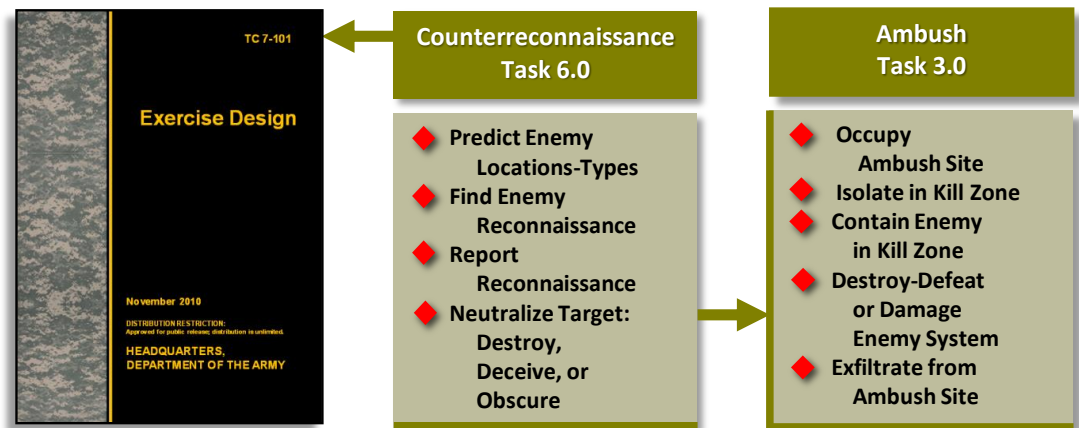 TC 7-101
Exercise Design
November 2010
DISTRIBUTION RESTRICTION:
Approved for public release; distribution is unlimited.
HEADQUARTERS,
DEPARTMENT OF THE ARMY
Counterreconnaissance
Task 6.0
Predict Enemy
Locations-Types
Find Enemy
Reconnaissance
Report
Reconnaissance
Neutralize Target:
Destroy,
Deceive, or
Obscure
Ambush
Task 3.0
Occupy
Ambush Site
Isolate in Kill Zone
Contain Enemy
in Kill Zone
Destroy-Defeat
or Damage
Enemy System
Exfiltrate from
Ambush Site